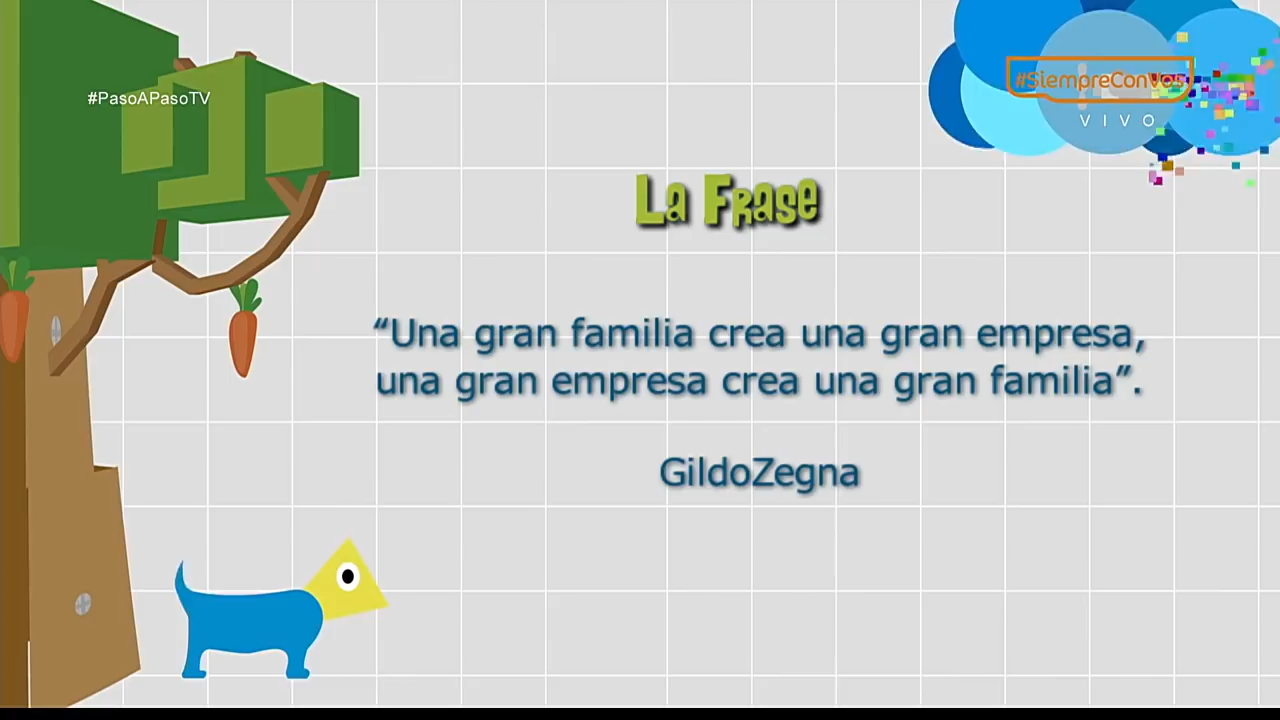 #PasoAPasoTV
#SiempreConVos
VIVO
La Frase
“Una gran familia crea una gran empresa,
una gran empresa crea una gran familia”.
GildoZegna